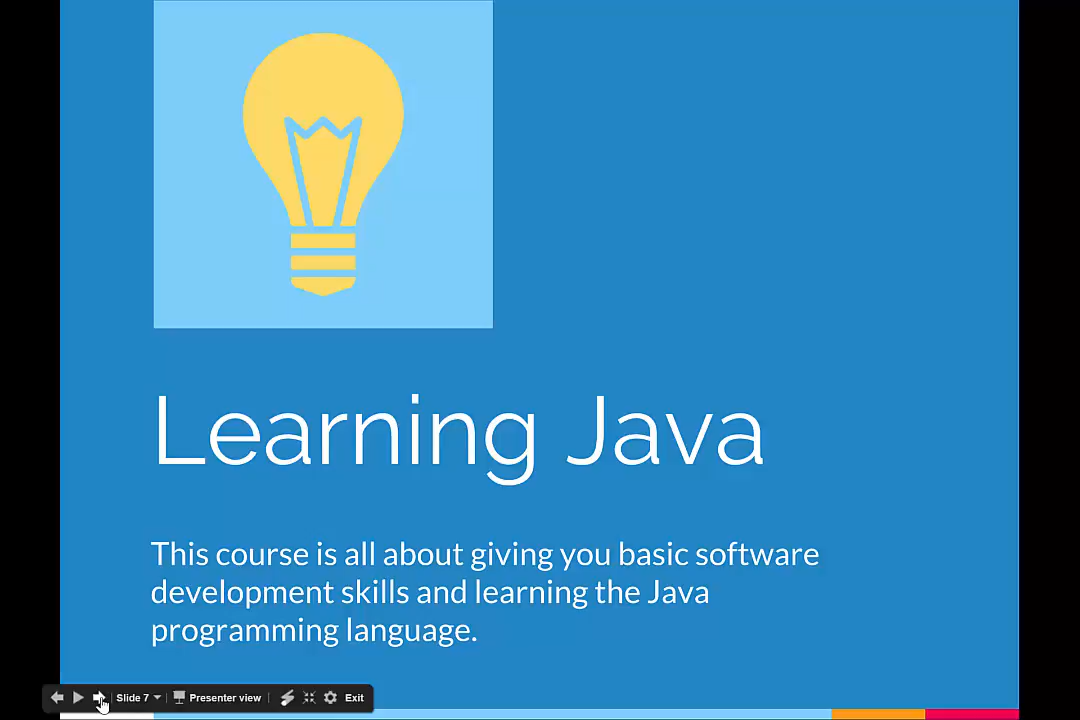 Learning Java
This course is all about giving you basic software
development skills and learning the Java
programming language.
Slide 7 Presenter view Exit